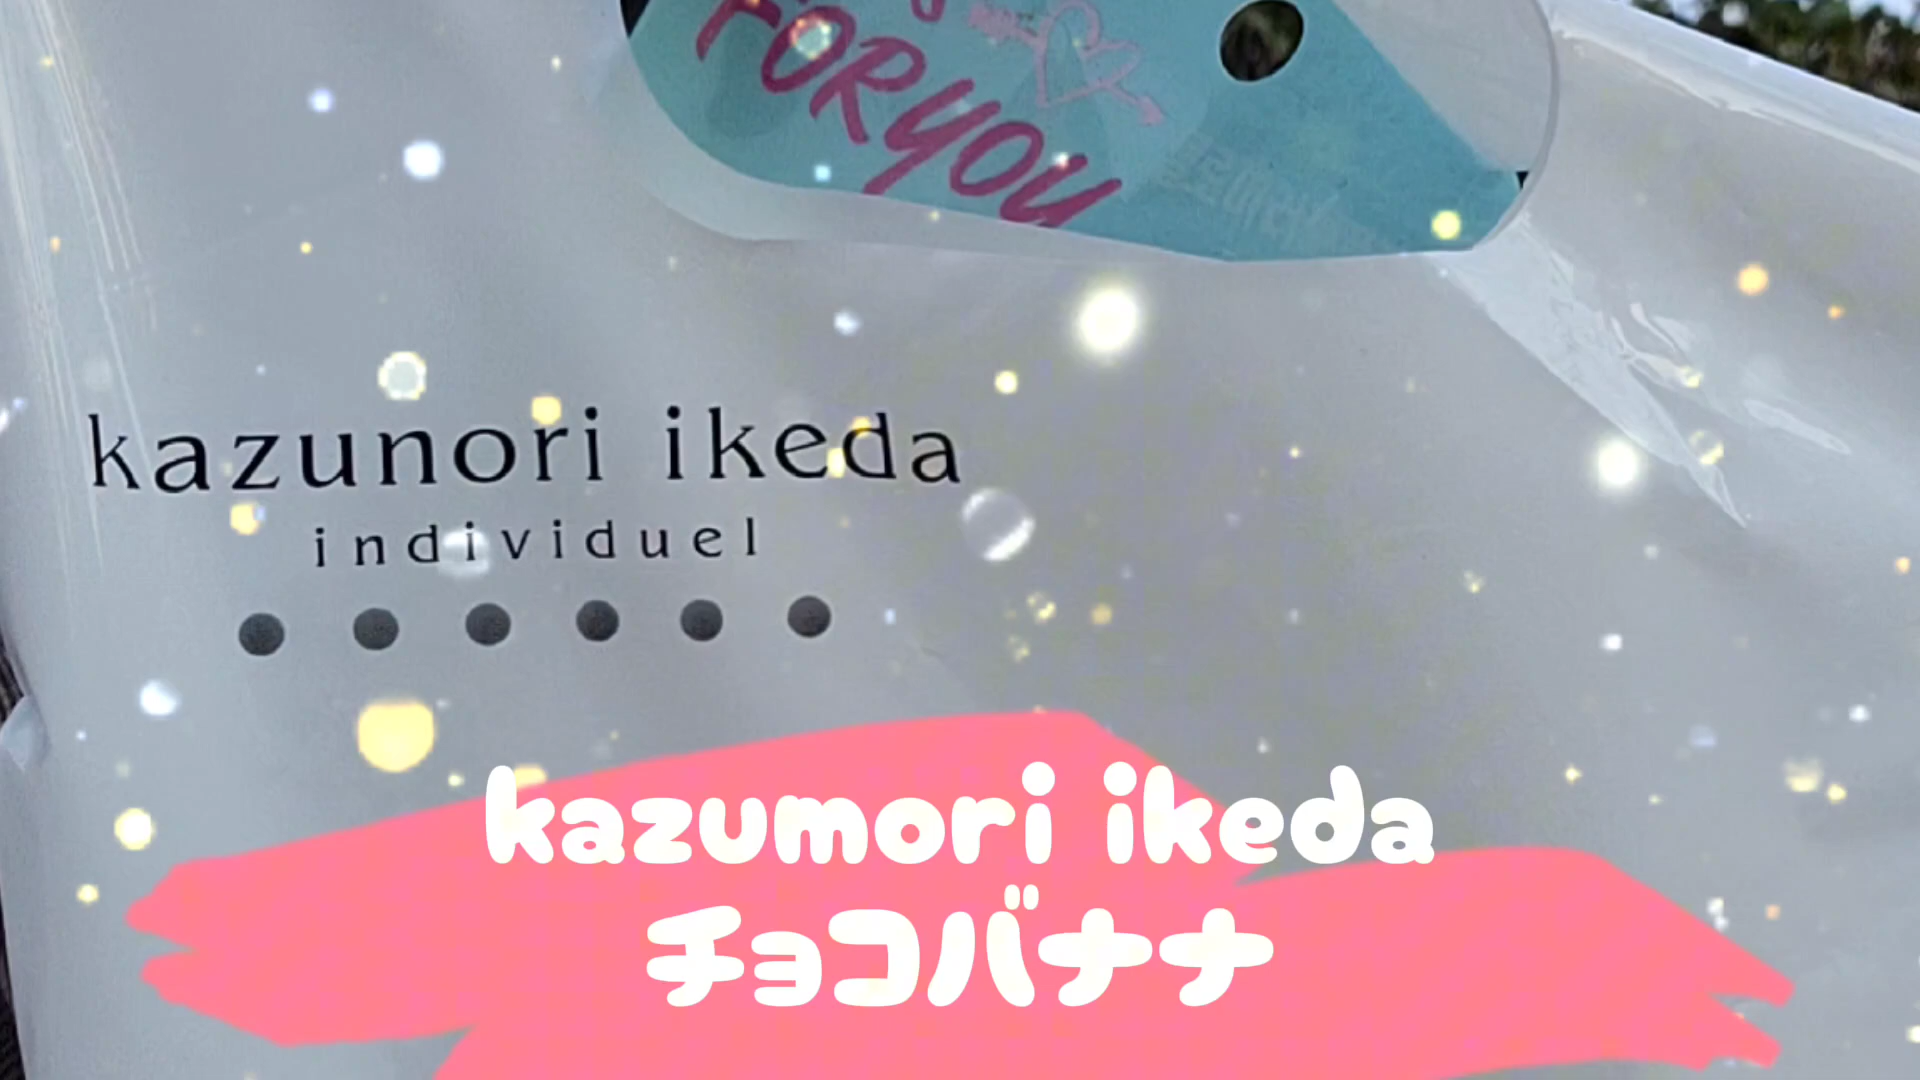 FOR YOU
kazunori ikeda
individuel
kazumori ikeda
チョコバナナ